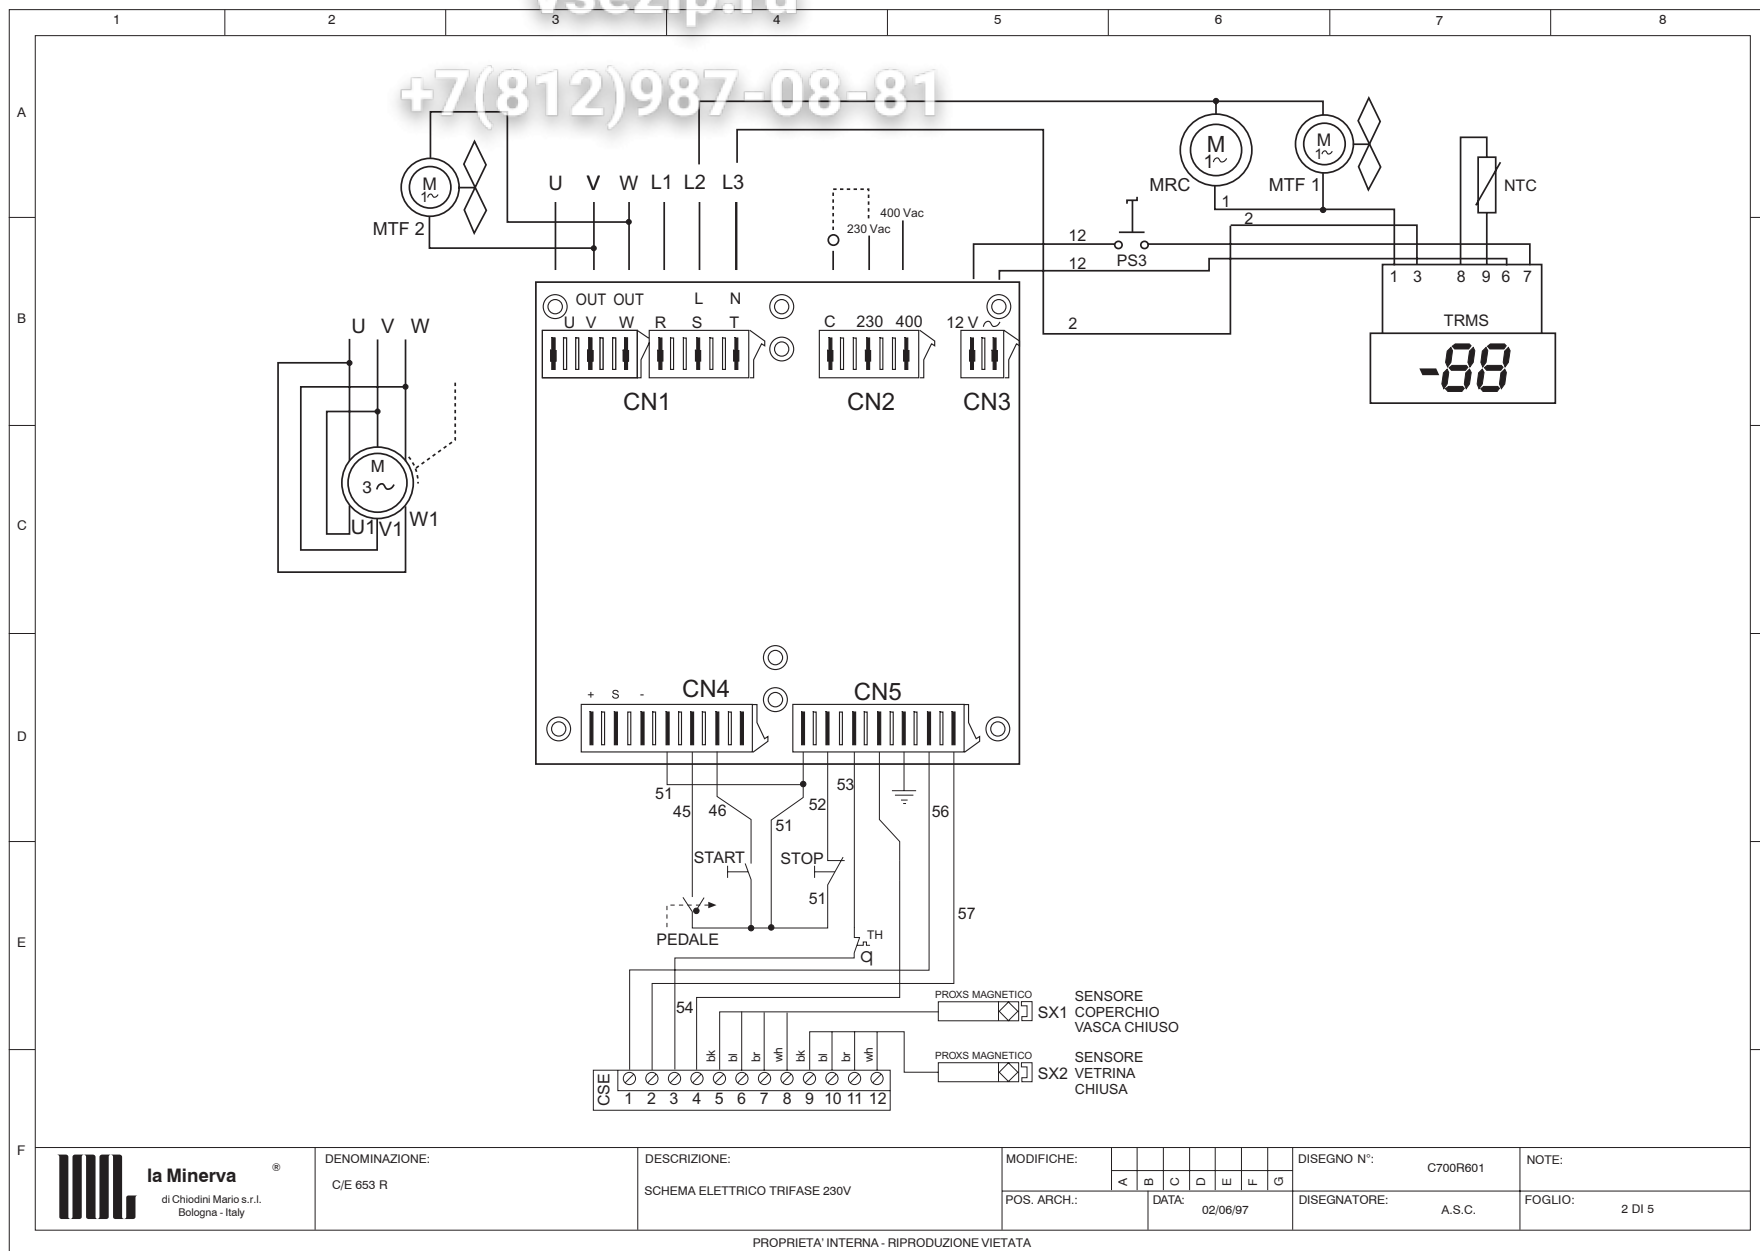 vsezip.ru
1 2 3 4 5 6 7 8
+7(812)987-08-81
A
B
C
D
E
F
M
1~
MTF 2
U V W L1 L2 L3
400 Vac
230 Vac
M
1~
MRC
M
1~
MTF 1
NTC
1
2
12
12
PS3
2
1 3 8 9 6 7
TRMS
-88
OUT OUT L N
U V W R S T
C 230 400
12 V ~
CN1
CN2
CN3
U V W
M
3 ~
U1 V1 W1
+ S -
CN4
CN5
51
45
46
51
52
53
56
57
START
STOP
51
PEDALE
TH
q
54
PROXS MAGNETICO
SX1
SENSORE
COPERCHIO
VASCA CHIUSO
PROXS MAGNETICO
SX2
SENSORE
VETRINA
CHIUSA
bk bl br wh bk bl br wh
CSE
1 2 3 4 5 6 7 8 9 10 11 12
la Minerva ®
di Chiodini Mario s.r.l.
Bologna - Italy
DENOMINAZIONE:
C/E 653 R
DESCRIZIONE:
SCHEMA ELETTRICO TRIFASE 230V
MODIFICHE:
A B C D E F G
POS. ARCH.:
DATA:
02/06/97
DISEGNO N°:
C700R601
DISEGNATORE:
A.S.C.
NOTE:
FOGLIO:
2 DI 5
PROPRIETA' INTERNA - RIPRODUZIONE VIETATA